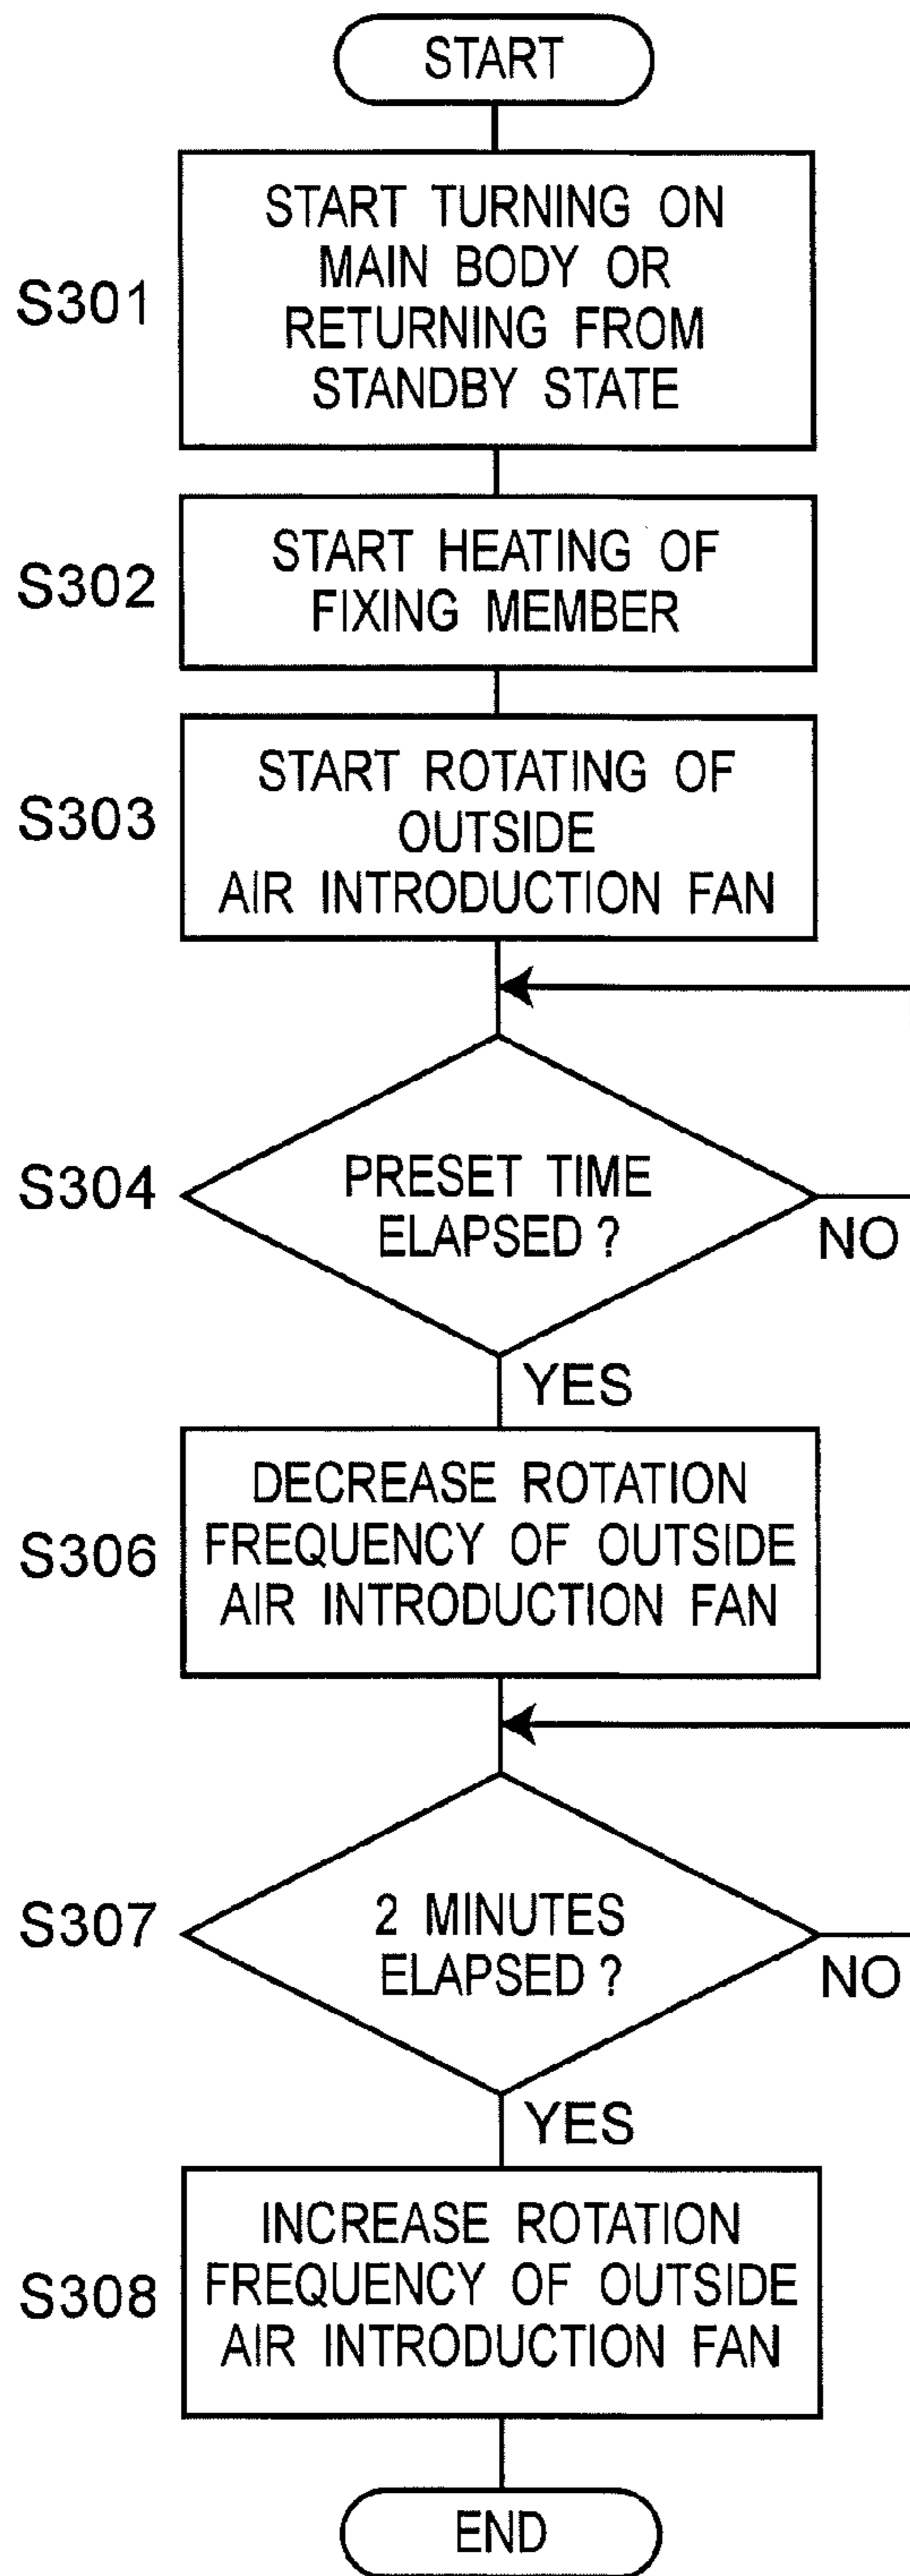 START
S301
START TURNING ON
MAIN BODY OR
RETURNING FROM
STANDBY STATE
S302
START HEATING OF
FIXING MEMBER
S303
START ROTATING OF
OUTSIDE
AIR INTRODUCTION FAN
S304
PRESET TIME
ELAPSED ?
NO
YES
S306
DECREASE ROTATION
FREQUENCY OF OUTSIDE
AIR INTRODUCTION FAN
S307
2 MINUTES
ELAPSED ?
NO
YES
S308
INCREASE ROTATION
FREQUENCY OF OUTSIDE
AIR INTRODUCTION FAN
END